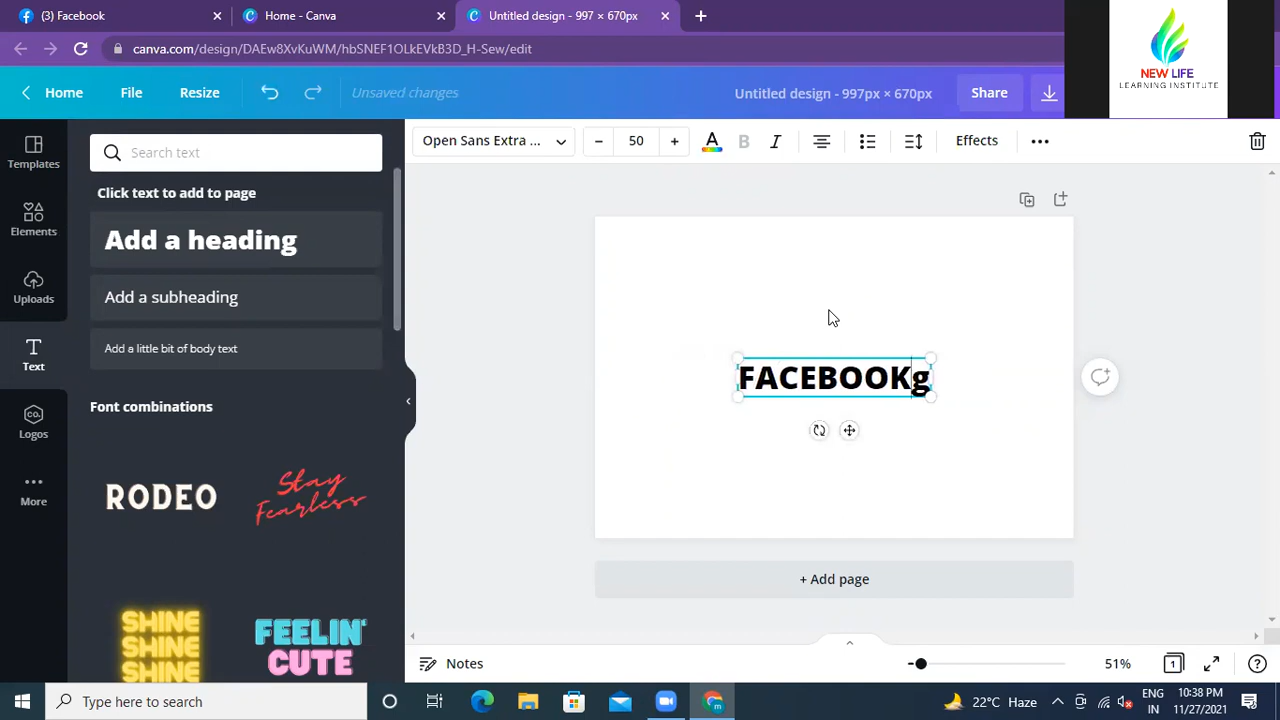 Facebook
Home - Canva
Untitled design - 997 × 670px
canva.com/design/DAEw8XvKuWM/hbSNEF1OLkEVkB3D_H-Sew/edit
NEW LIFE
LEARNING INSTITUTE
Home
File
Resize
Unsaved changes
Untitled design - 997px × 670px
Share
Templates
Elements
Uploads
Text
Logos
More
Search text
Open Sans Extra ...
50
A
B
I
Effects
Click text to add to page
Add a heading
Add a subheading
Add a little bit of body text
Font combinations
RODEO
Stay
Fearless
SHINE
SHINE
SHINE
FEELIN'
CUTE
FACEBOOKg
+ Add page
Notes
51%
1
Type here to search
22°C Haze
ENG
IN
10:38 PM
11/27/2021